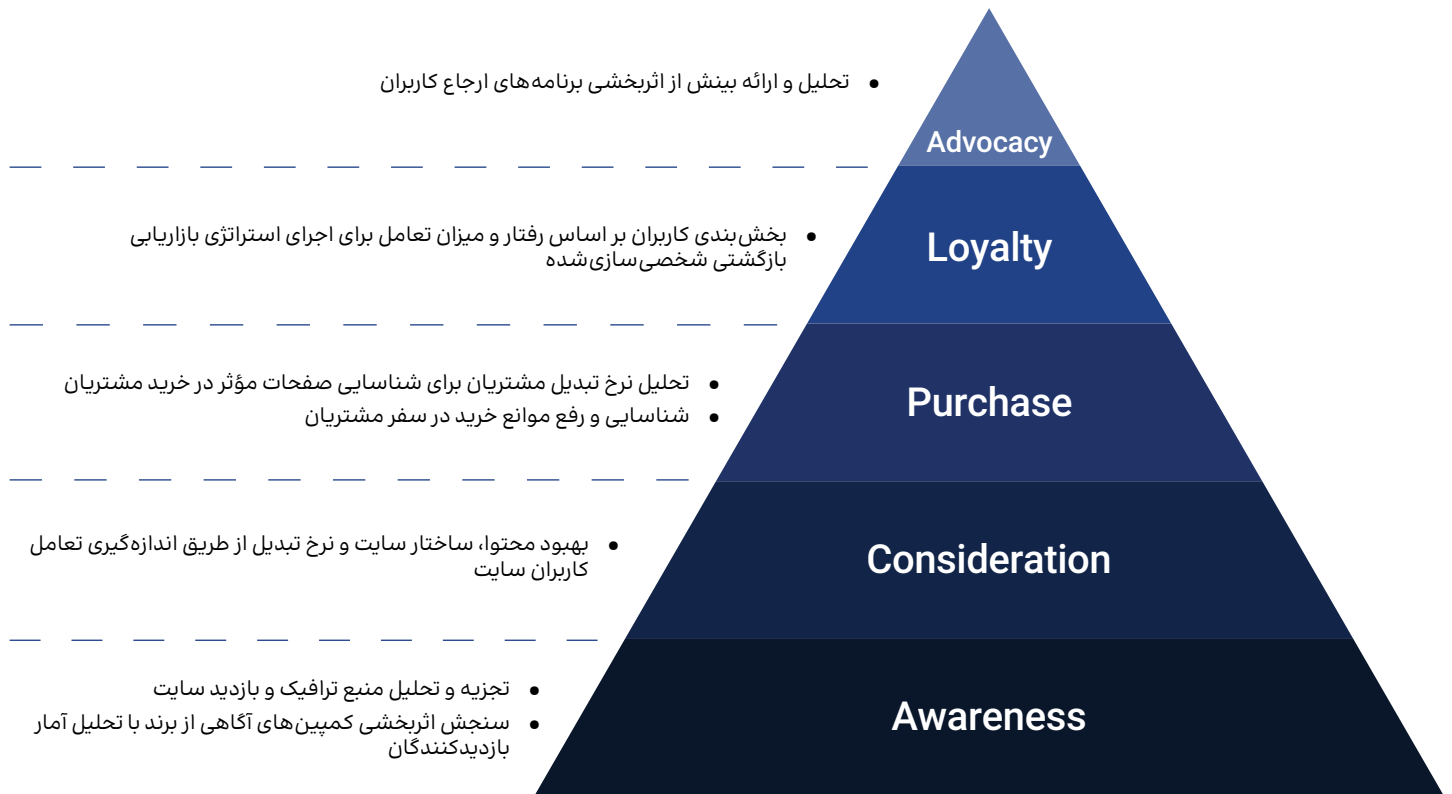 • تحلیل و ارائه بینش از اثربخشی برنامه‌های ارجاع کاربران
Advocacy
• بخش‌بندی کاربران بر اساس رفتار و میزان تعامل برای اجرای استراتژی بازاریابی
بازگشتی شخصی‌سازی‌شده
Loyalty
• تحلیل نرخ تبدیل مشتریان برای شناسایی صفحات مؤثر در خرید مشتریان
• شناسایی و رفع موانع خرید در سفر مشتریان
Purchase
• بهبود محتوا، ساختار سایت و نرخ تبدیل از طریق اندازه‌گیری تعامل
کاربران سایت
Consideration
• تجزیه و تحلیل منبع ترافیک و بازدید سایت
• سنجش اثربخشی کمپین‌های آگاهی از برند با تحلیل آمار
بازدیدکنندگان
Awareness